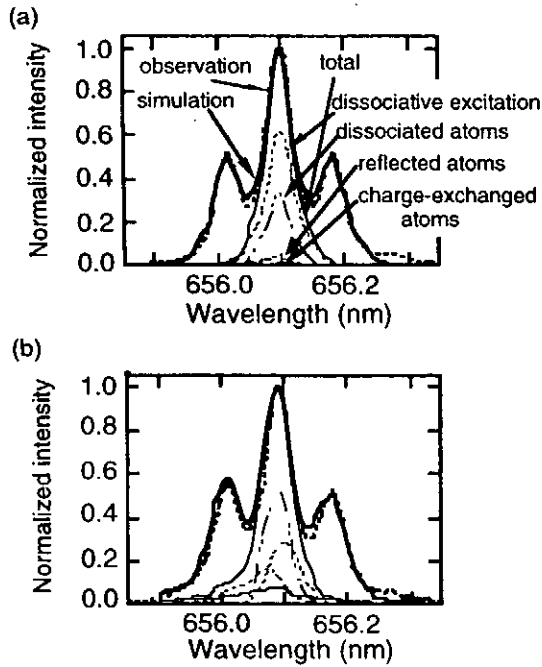 (a)
Normalized intensity
1.0
0.8
0.6
0.4
0.2
0.0
observation
simulation
total
dissociative excitation
dissociated atoms
reflected atoms
charge-exchanged
atoms
656.0
656.2
Wavelength (nm)
(b)
Normalized intensity
1.0
0.8
0.6
0.4
0.2
0.0
656.0
656.2
Wavelength (nm)